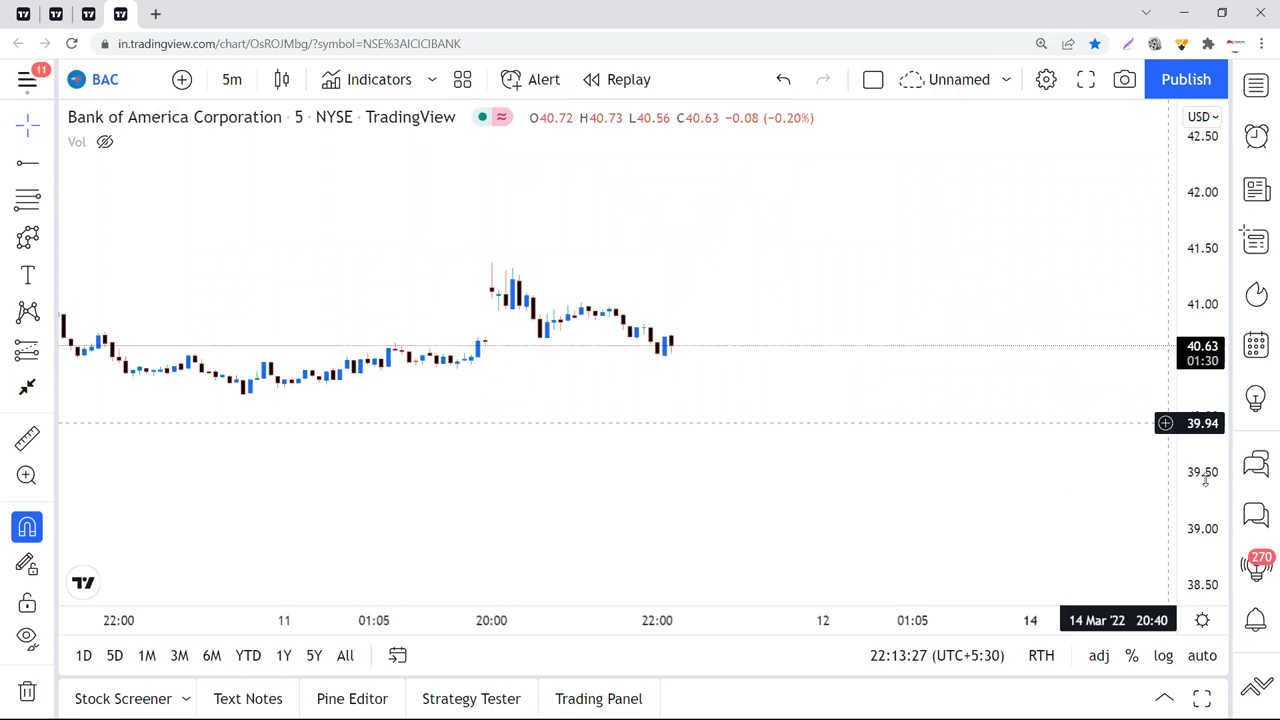 in.tradingview.com/chart/OsROJMbg/?symbol=NSE%3AICICIBANK
11
BAC
5m
Indicators
Alert
Replay
Unnamed
Publish
Bank of America Corporation · 5 · NYSE · TradingView
O40.72 H40.73 L40.56 C40.63 −0.08 (−0.20%)
Vol
USD
42.50
42.00
41.50
41.00
40.63
01:30
39.94
39.50
39.00
38.50
270
22:00 11 01:05 20:00 22:00 12 01:05 14 14 Mar '22 20:40
1D 5D 1M 3M 6M YTD 1Y 5Y All
22:13:27 (UTC+5:30) RTH adj % log auto
Stock Screener Text Notes Pine Editor Strategy Tester Trading Panel